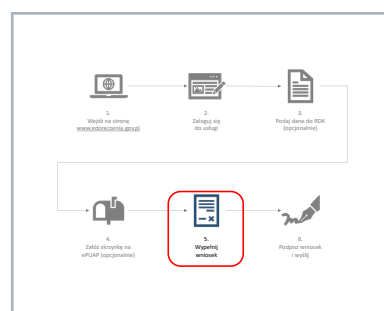 1.
Wejdź na stronę
www.edoreczenia.gov.pl
2.
Zaloguj się
do usługi
3.
Podaj dane do RDK
(opcjonalnie)
4.
Załóż skrzynkę na
ePUAP (opcjonalnie)
5.
Wypełnij
wniosek
6.
Podpisz wniosek
i wyślij